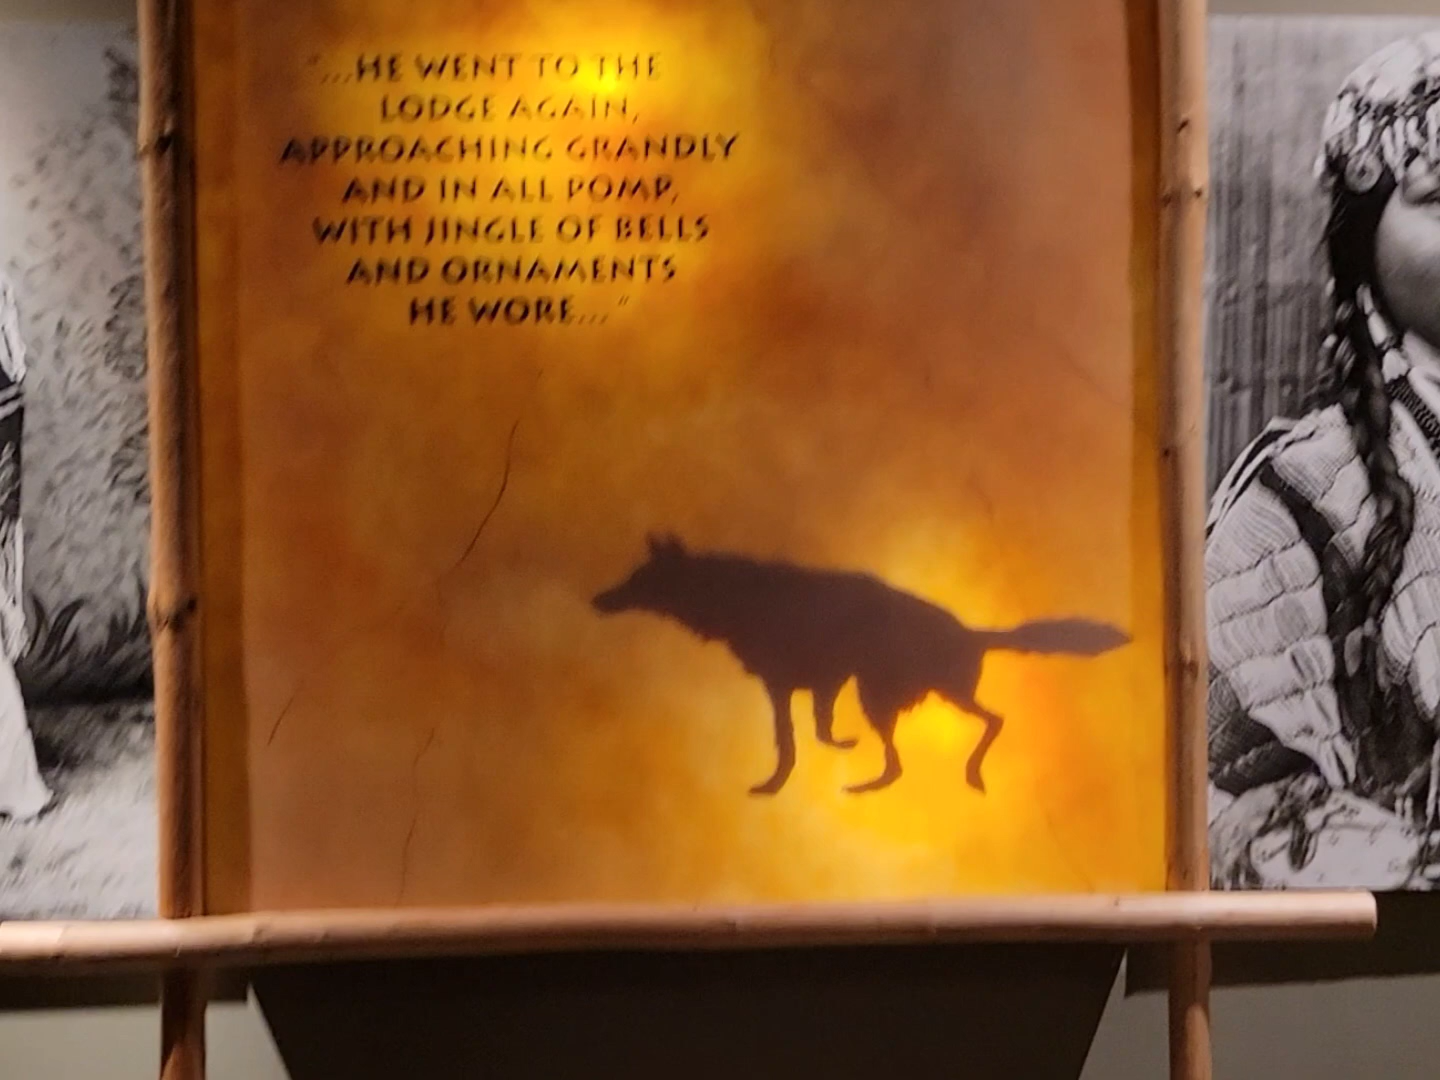 "...HE WENT TO THE
LODGE AGAIN,
APPROACHING GRANDLY
AND IN ALL POMP,
WITH JINGLE OF BELLS
AND ORNAMENTS
HE WORE..."